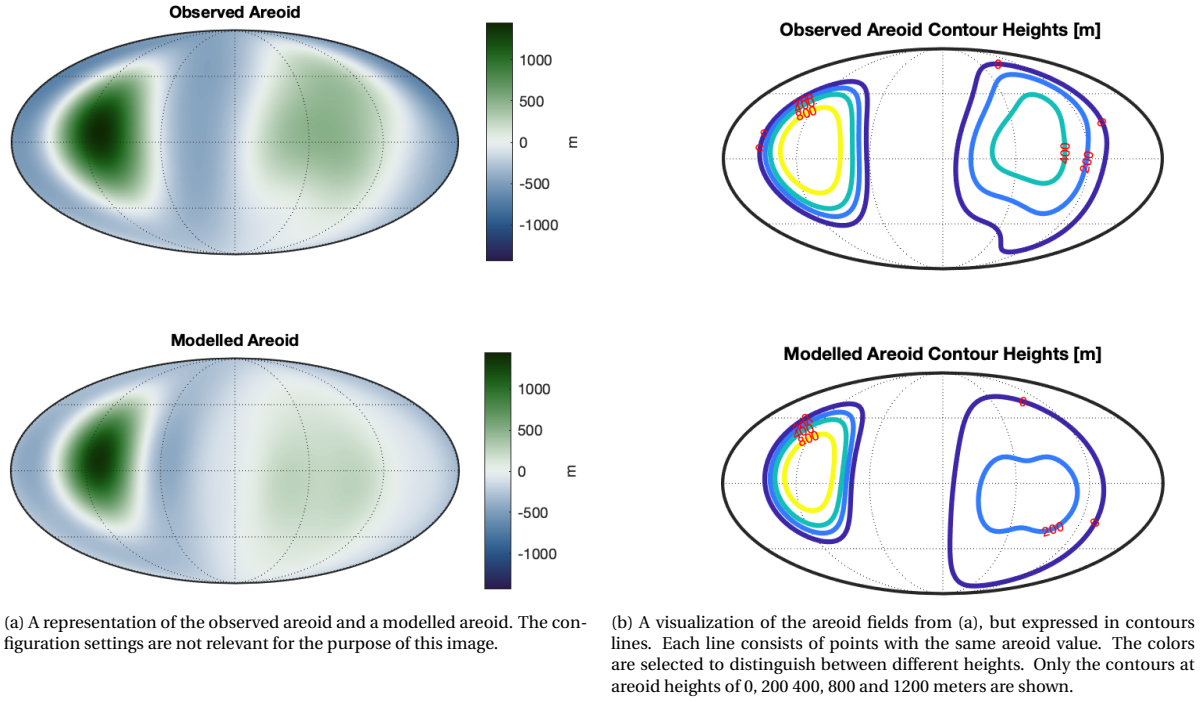 Observed Areoid
1000
500
0
-500
-1000
m
Modelled Areoid
1000
500
0
-500
-1000
m
(a) A representation of the observed areoid and a modelled areoid. The con-
figuration settings are not relevant for the purpose of this image.
Observed Areoid Contour Heights [m]
0
800
0
0
0
400
200
Modelled Areoid Contour Heights [m]
0
400
800
200
0
(b) A visualization of the areoid fields from (a), but expressed in contours
lines. Each line consists of points with the same areoid value. The colors
are selected to distinguish between different heights. Only the contours at
areoid heights of 0, 200 400, 800 and 1200 meters are shown.